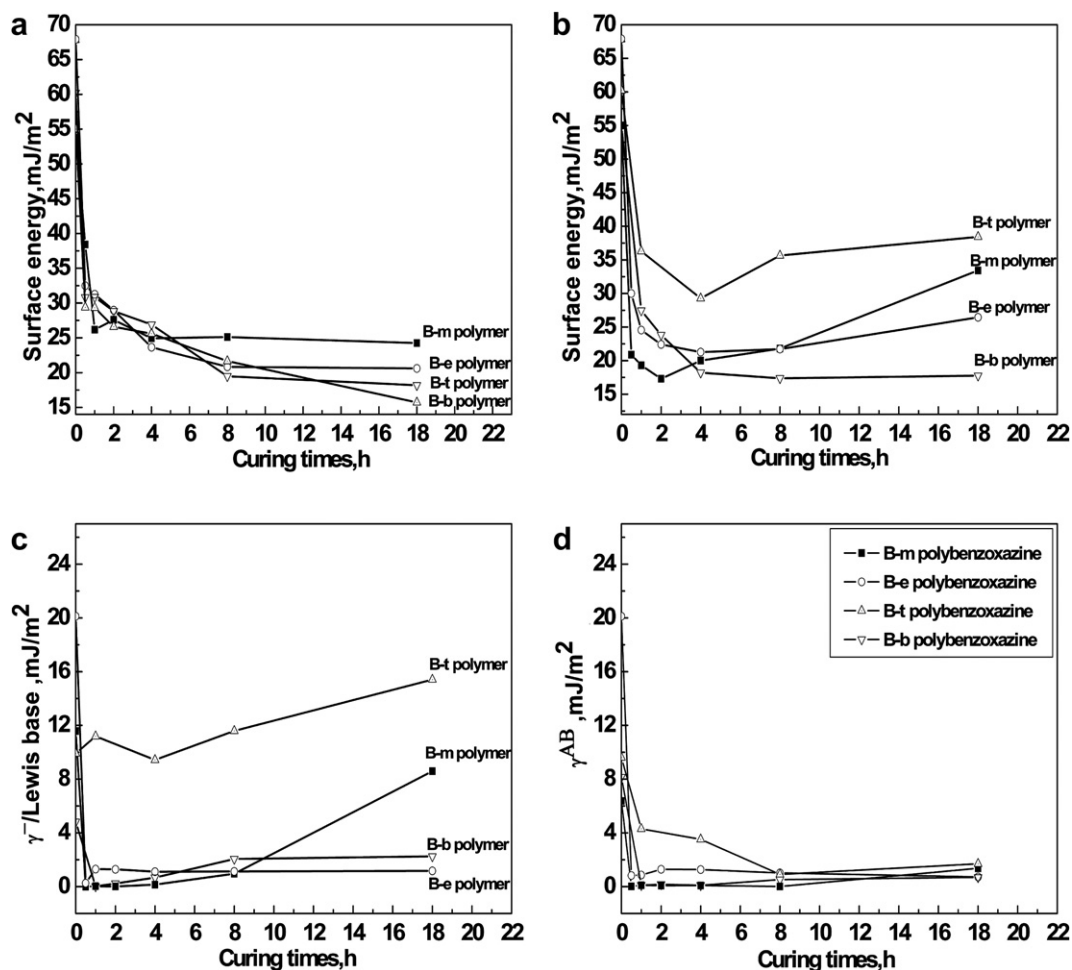 a
Surface energy,mJ/m²
70
65
60
55
50
45
40
35
30
25
20
15
B-m polymer
B-e polymer
B-t polymer
B-b polymer
0 2 4 6 8 10 12 14 16 18 20 22
Curing times,h
b
Surface energy,mJ/m²
70
65
60
55
50
45
40
35
30
25
20
15
B-t polymer
B-m polymer
B-e polymer
B-b polymer
0 2 4 6 8 10 12 14 16 18 20 22
Curing times,h
c
γ⁻/Lewis base ,mJ/m²
24
20
16
12
8
4
0
B-t polymer
B-m polymer
B-b polymer
B-e polymer
0 2 4 6 8 10 12 14 16 18 20 22
Curing times,h
d
γᴬᴮ ,mJ/m²
24
20
16
12
8
4
0
B-m polybenzoxazine
B-e polybenzoxazine
B-t polybenzoxazine
B-b polybenzoxazine
0 2 4 6 8 10 12 14 16 18 20 22
Curing times,h